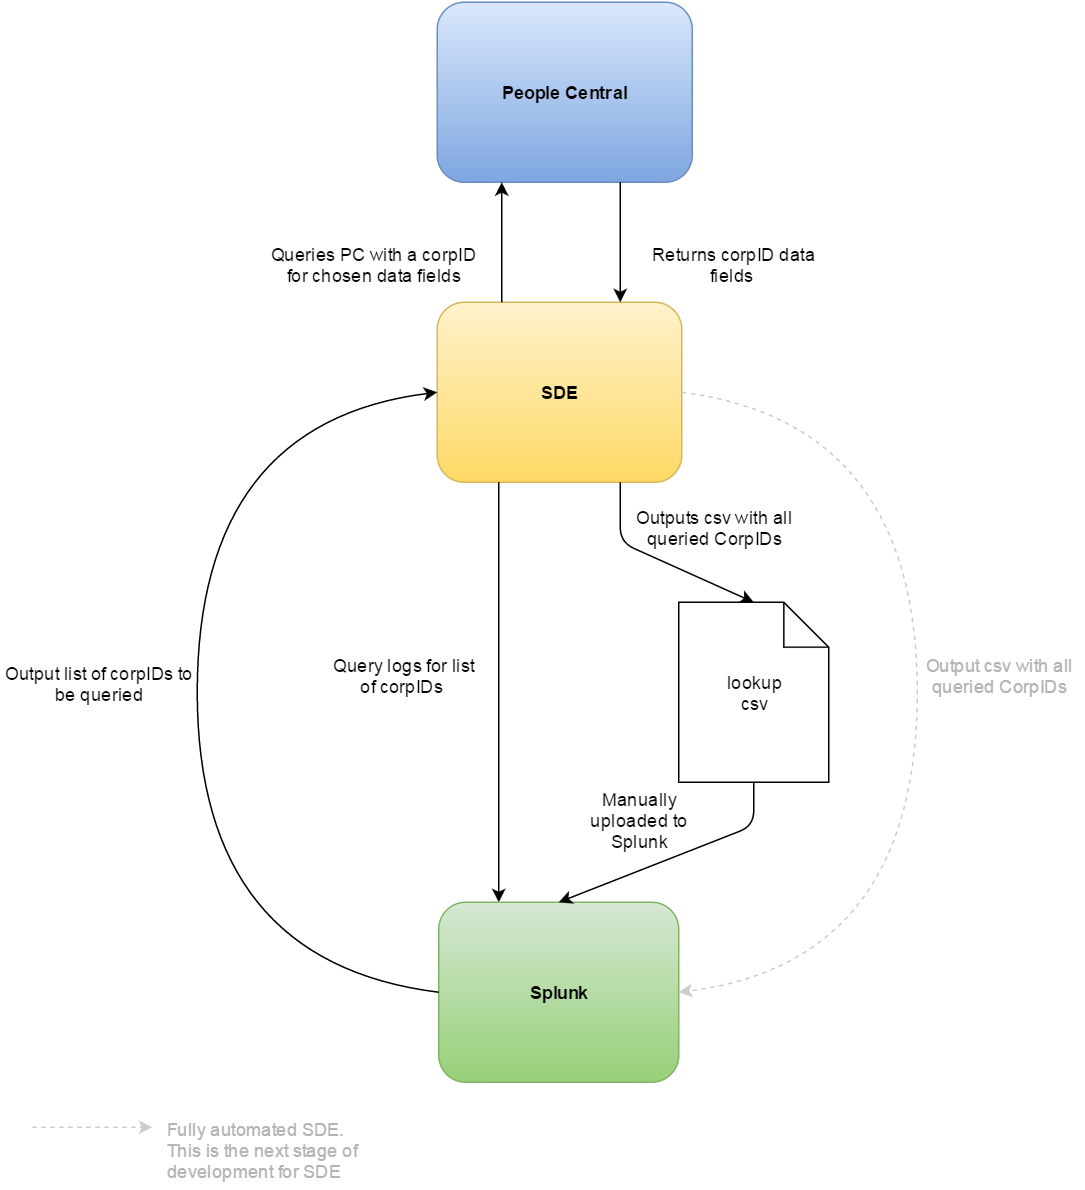 People Central
Queries PC with a corpID
for chosen data fields
Returns corpID data
fields
SDE
Outputs csv with all
queried CorpIDs
Output list of corpIDs to
be queried
Query logs for list
of corpIDs
lookup
csv
Output csv with all
queried CorpIDs
Manually
uploaded to
Splunk
Splunk
Fully automated SDE.
This is the next stage of
development for SDE